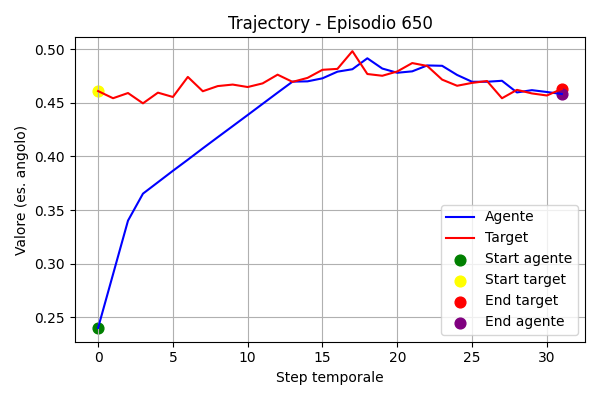 Trajectory - Episodio 650
Valore (es. angolo)
0.50
0.45
0.40
0.35
0.30
0.25
0 5 10 15 20 25 30
Step temporale
Agente
Target
Start agente
Start target
End target
End agente